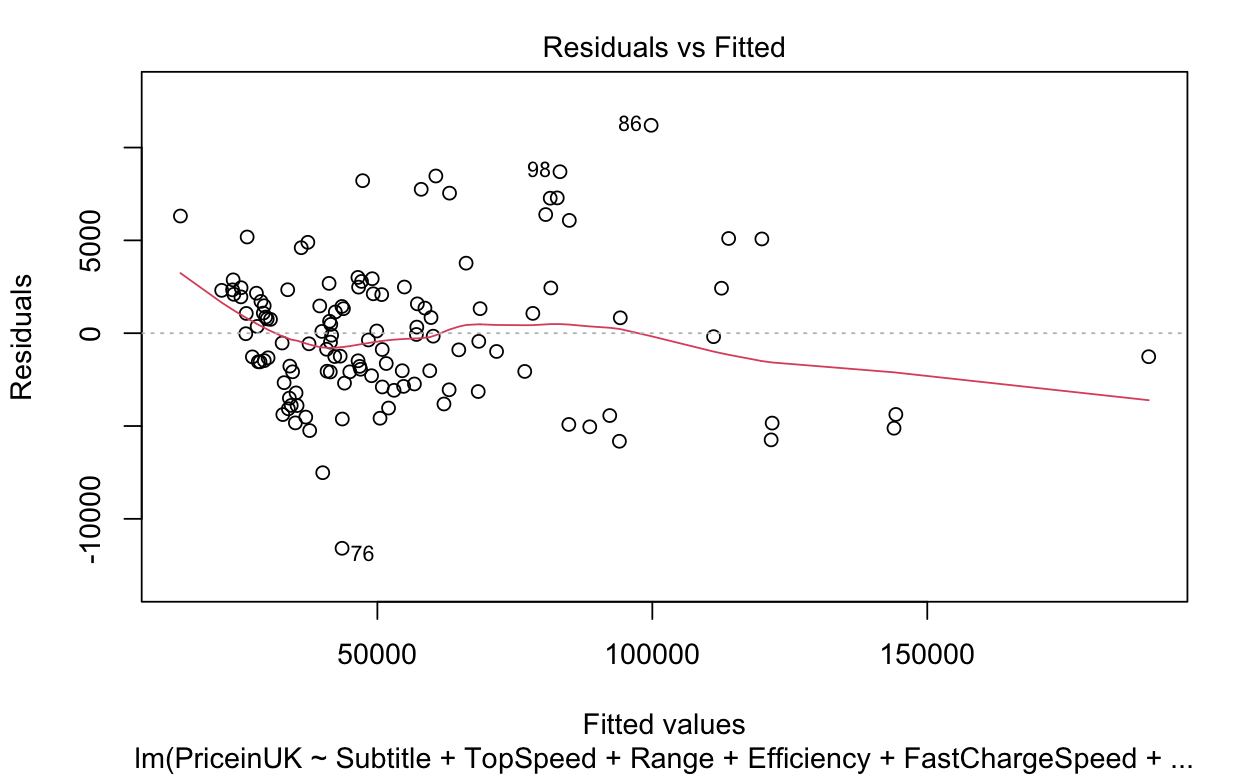 Residuals vs Fitted
Residuals
5000
0
-10000
86
98
76
50000 100000 150000
Fitted values
lm(PriceinUK ~ Subtitle + TopSpeed + Range + Efficiency + FastChargeSpeed + ...